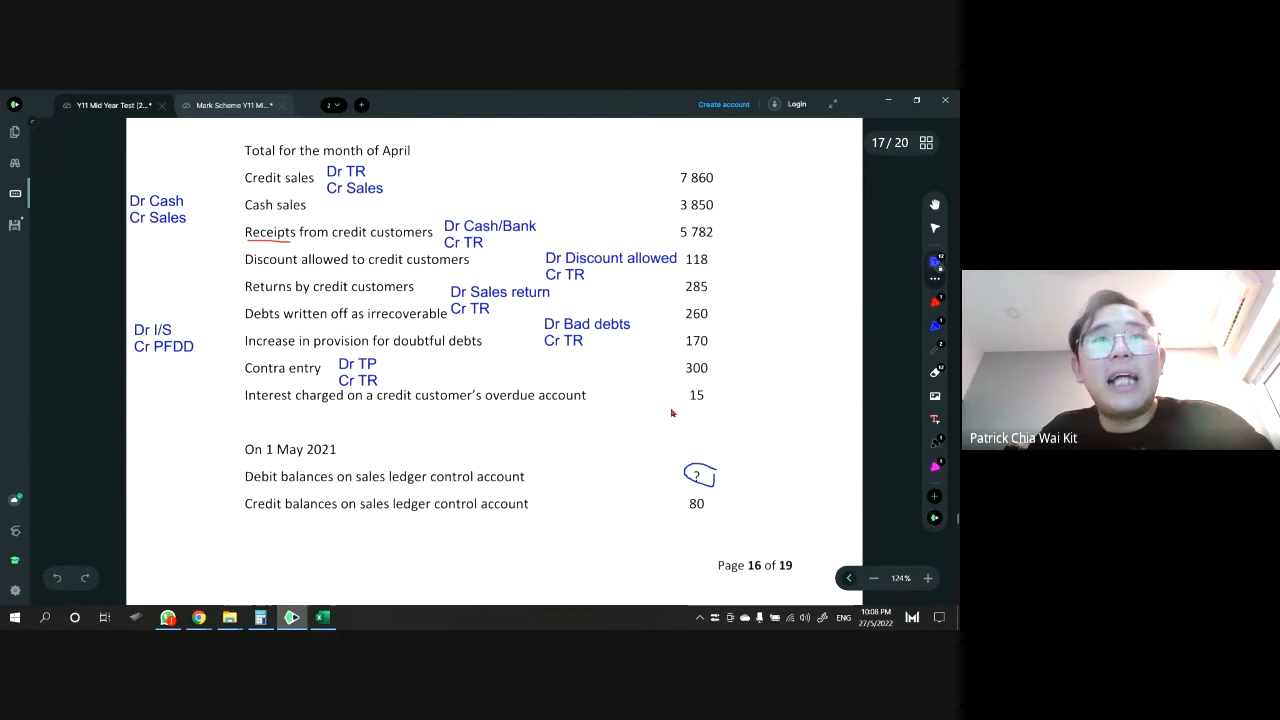 Y11 Mid Year Test [2...*
Mark Scheme Y11 Mi...*
2
Create account
Login
17 / 20
Total for the month of April
Credit sales Dr TR 7 860
Cr Sales
Dr Cash
Cr Sales
Cash sales 3 850
Receipts from credit customers Dr Cash/Bank 5 782
Cr TR
Discount allowed to credit customers Dr Discount allowed 118
Cr TR
Returns by credit customers Dr Sales return 285
Cr TR
Debts written off as irrecoverable Dr Bad debts 260
Cr TR
Dr I/S
Cr PFDD
Increase in provision for doubtful debts 170
Contra entry Dr TP 300
Cr TR
Interest charged on a credit customer's overdue account 15
On 1 May 2021
Debit balances on sales ledger control account ?
Credit balances on sales ledger control account 80
Page 16 of 19
124%
Patrick Chia Wai Kit
ENG
10:08 PM
27/5/2022